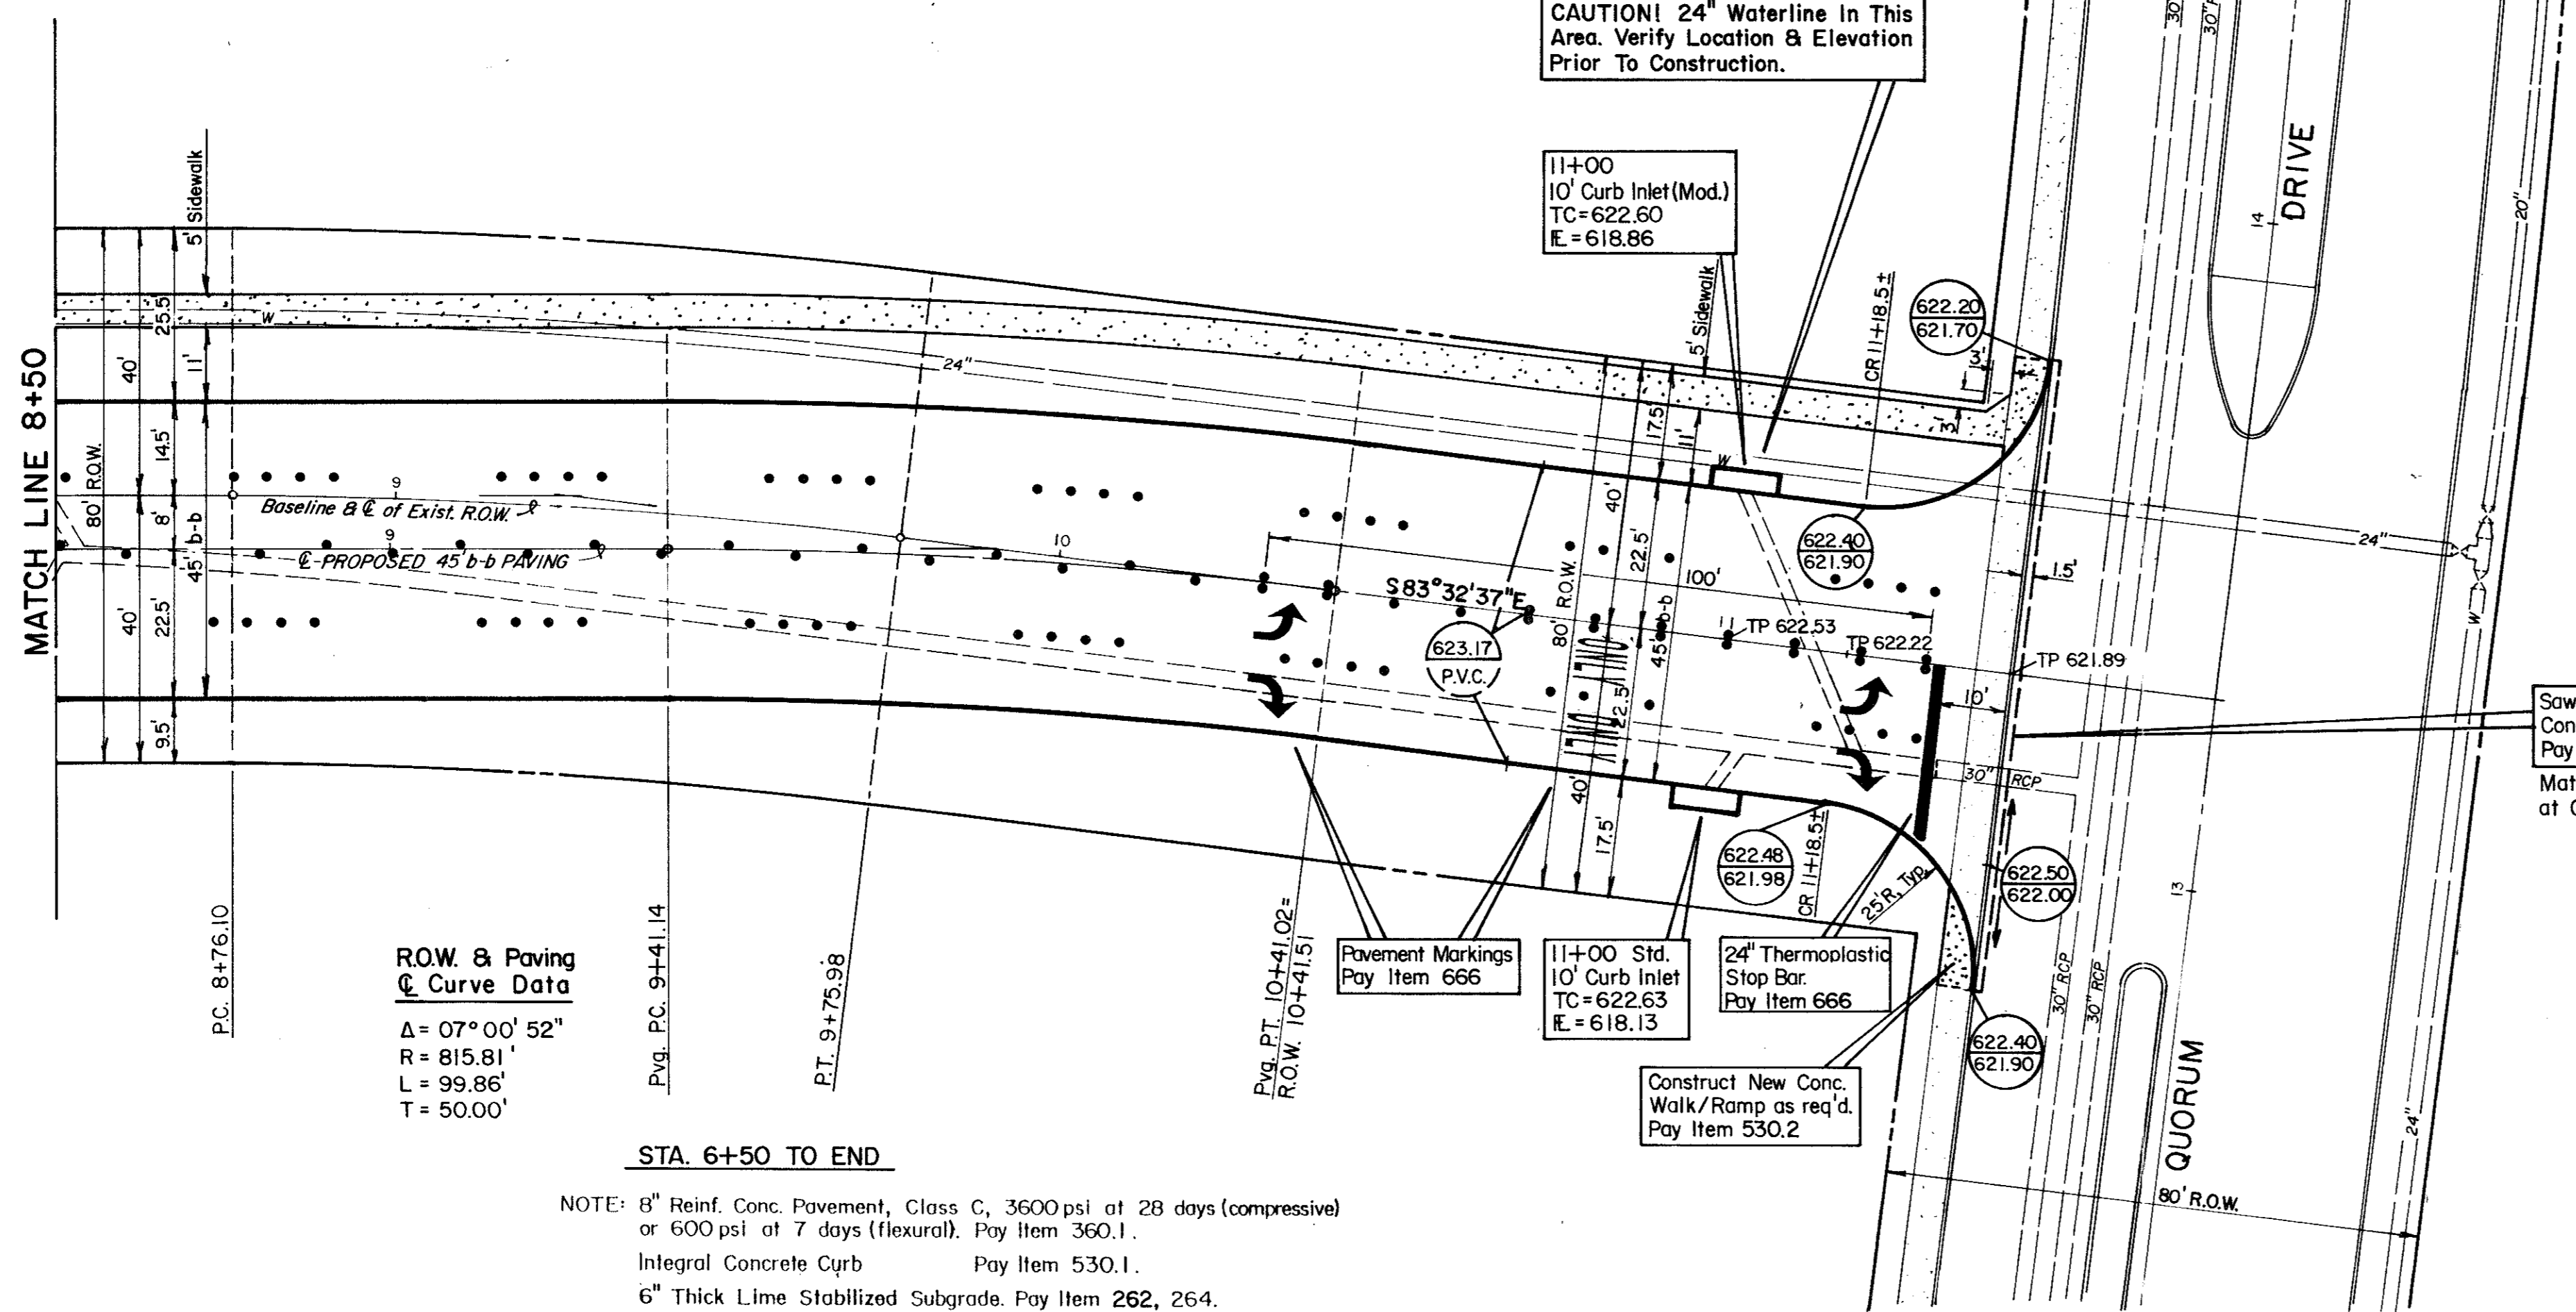 CAUTION! 24" Waterline In This
Area. Verify Location & Elevation
Prior To Construction.
30"
30"
11+00
10' Curb Inlet (Mod.)
TC=622.60
FL=618.86
DRIVE
14
20"
5' Sidewalk
5' Sidewalk
CR 11+18.5±
622.20
621.70
3'
3'
MATCH LINE 8+50
80' R.O.W.
40'
40'
25.5'
11'
14.5'
8'
22.5'
9.5'
45' b-b
W
24"
9
Baseline & ℄ of Exist. R.O.W.
9
℄-PROPOSED 45' b-b PAVING
10
17.5'
11'
W
40'
22.5'
80' R.O.W.
45' b-b
22.5'
40'
17.5'
100'
S 83°32'37" E
ONLY
ONLY
622.40
621.90
1.5'
24"
W
623.17
P.V.C.
11
TP 622.53
TP 622.22
TP 621.89
10'
30" RCP
Saw
Con
Pay
Mat
at
622.48
621.98
CR 11+18.5±
25' R. Typ.
622.50
622.00
13
P.C. 8+76.10
Pvg. P.C. 9+41.14
P.T. 9+75.98
Pvg. P.T. 10+41.02=
R.O.W. 10+41.51
R.O.W. & Paving
℄ Curve Data
Δ= 07°00' 52"
R = 815.81'
L = 99.86'
T = 50.00'
Pavement Markings
Pay Item 666
11+00 Std.
10' Curb Inlet
TC=622.63
FL=618.13
24" Thermoplastic
Stop Bar.
Pay Item 666
30" RCP
30" RCP
622.40
621.90
Construct New Conc.
Walk/Ramp as req'd.
Pay Item 530.2
QUORUM
24"
80' R.O.W.
STA. 6+50 TO END
NOTE: 8" Reinf. Conc. Pavement, Class C, 3600 psi at 28 days (compressive)
or 600 psi at 7 days (flexural). Pay Item 360.1.
Integral Concrete Curb Pay Item 530.1.
6" Thick Lime Stabilized Subgrade. Pay Item 262, 264.